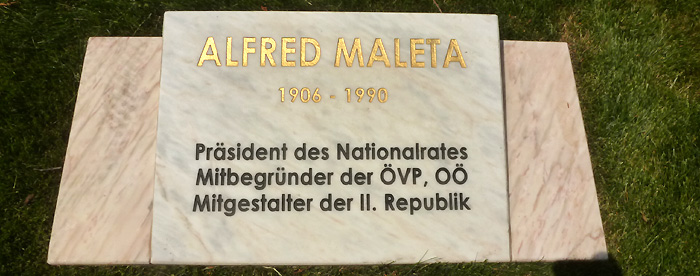 ALFRED MALETA
1906 - 1990
Präsident des Nationalrates
Mitbegründer der ÖVP, OÖ
Mitgestalter der II. Republik